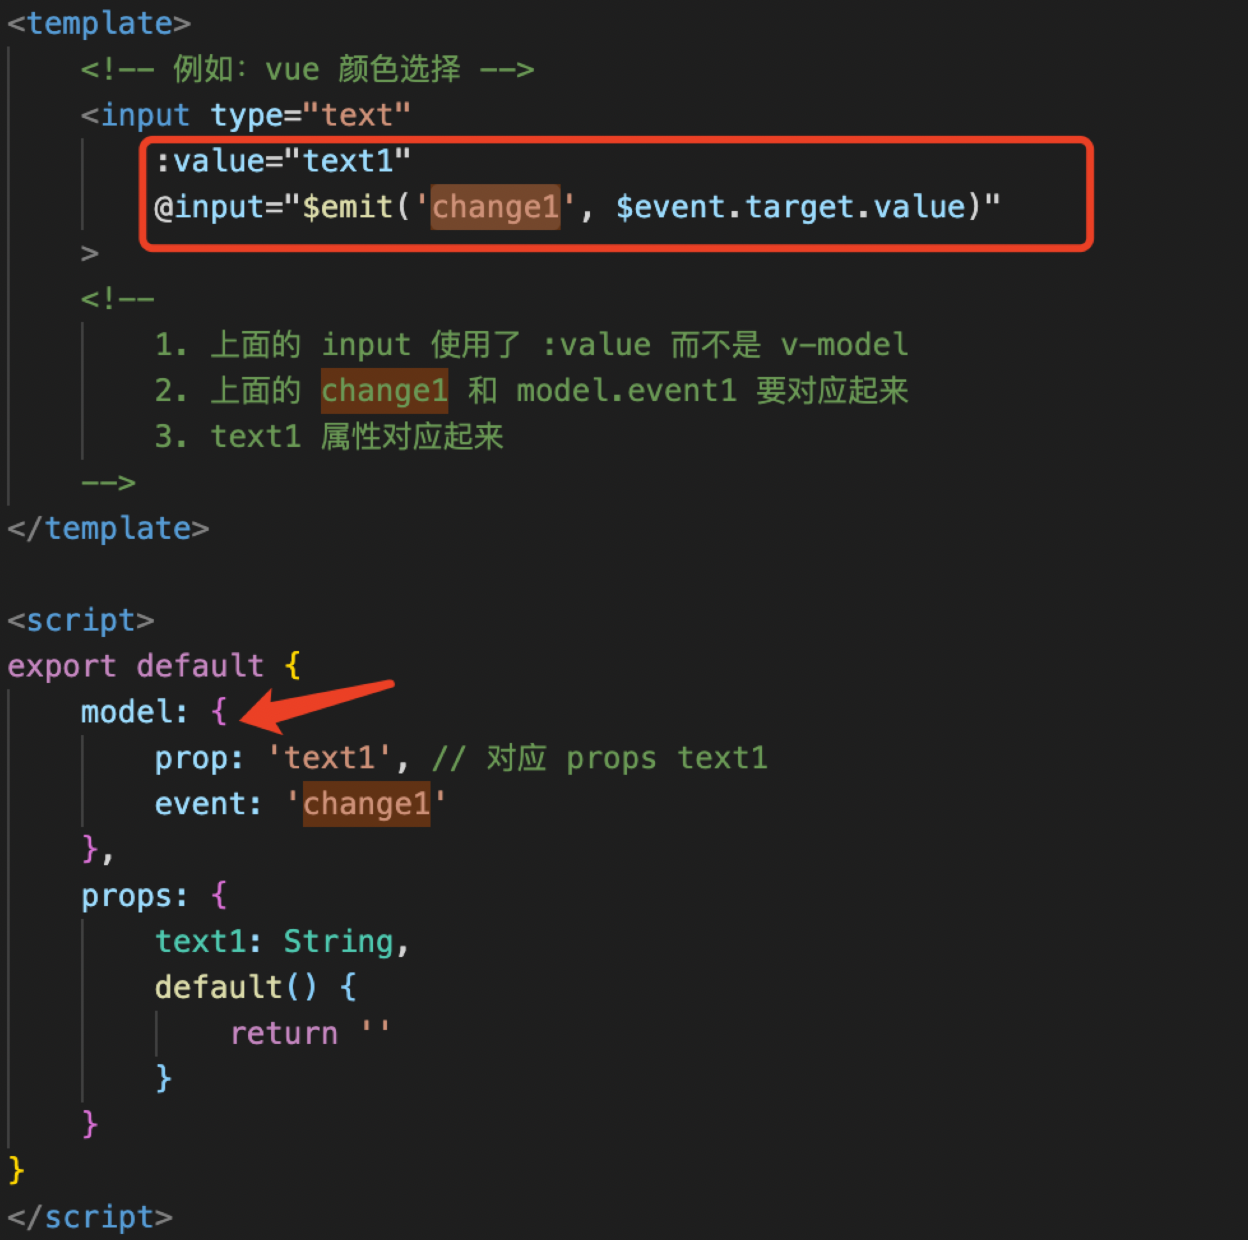 <template>
    <!-- 例如：vue 颜色选择 -->
    <input type="text"
        :value="text1"
        @input="$emit('change1', $event.target.value)"
    >
    <!--
        1. 上面的 input 使用了 :value 而不是 v-model
        2. 上面的 change1 和 model.event1 要对应起来
        3. text1 属性对应起来
    -->
</template>

<script>
export default {
    model: {
        prop: 'text1', // 对应 props text1
        event: 'change1'
    },
    props: {
        text1: String,
        default() {
            return ''
        }
    }
}
</script>